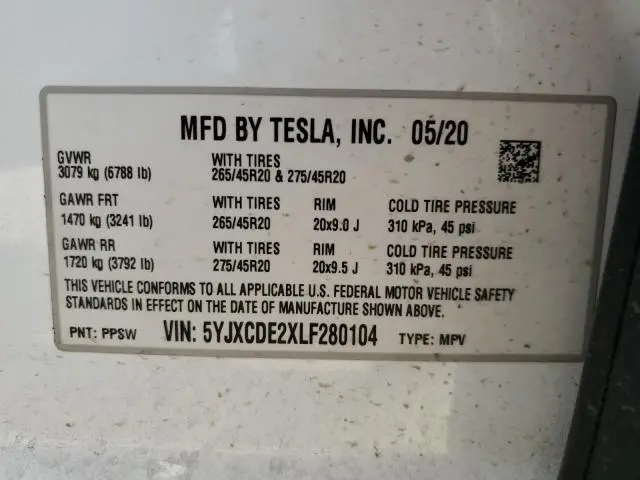 MFD BY TESLA, INC. 05/20
GVWR WITH TIRES
3079 kg (6788 lb) 265/45R20 & 275/45R20
GAWR FRT WITH TIRES RIM COLD TIRE PRESSURE
1470 kg (3241 lb) 265/45R20 20x9.0 J 310 kPa, 45 psi
GAWR RR WITH TIRES RIM COLD TIRE PRESSURE
1720 kg (3792 lb) 275/45R20 20x9.5 J 310 kPa, 45 psi
THIS VEHICLE CONFORMS TO ALL APPLICABLE U.S. FEDERAL MOTOR VEHICLE SAFETY
STANDARDS IN EFFECT ON THE DATE OF MANUFACTURE SHOWN ABOVE.
PNT: PPSW VIN: 5YJXCDE2XLF280104 TYPE: MPV